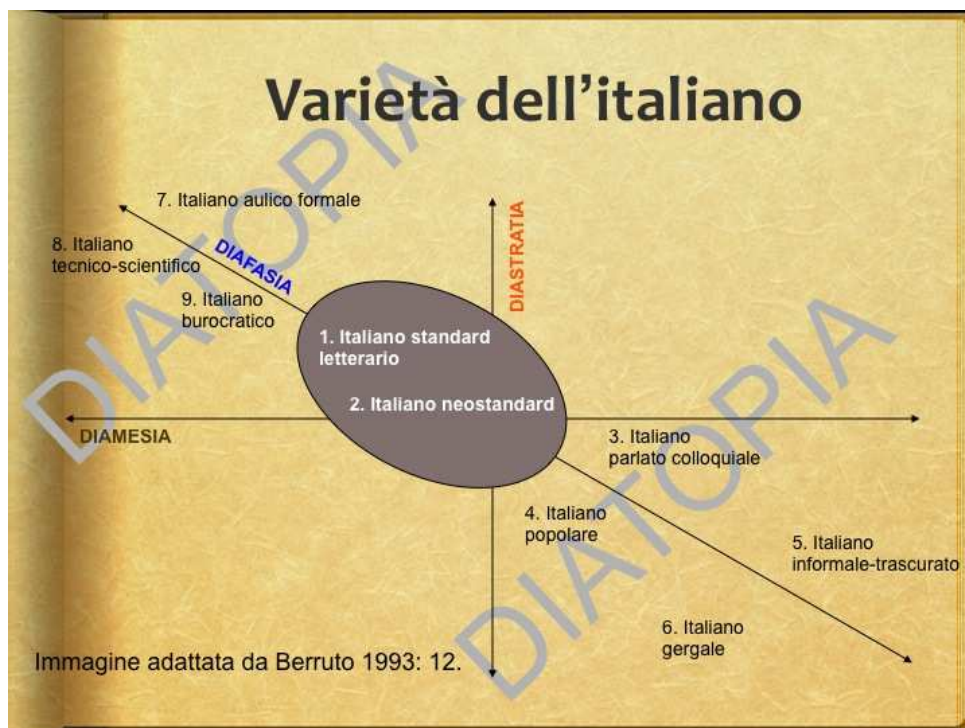 Varietà dell'italiano
DIATOPIA
7. Italiano aulico formale
8. Italiano
tecnico-scientifico
DIAFASIA
DIASTRATIA
9. Italiano
burocratico
1. Italiano standard
letterario
2. Italiano neostandard
DIAMESIA
3. Italiano
parlato colloquiale
DIATOPIA
4. Italiano
popolare
5. Italiano
informale-trascurato
6. Italiano
gergale
Immagine adattata da Berruto 1993: 12.